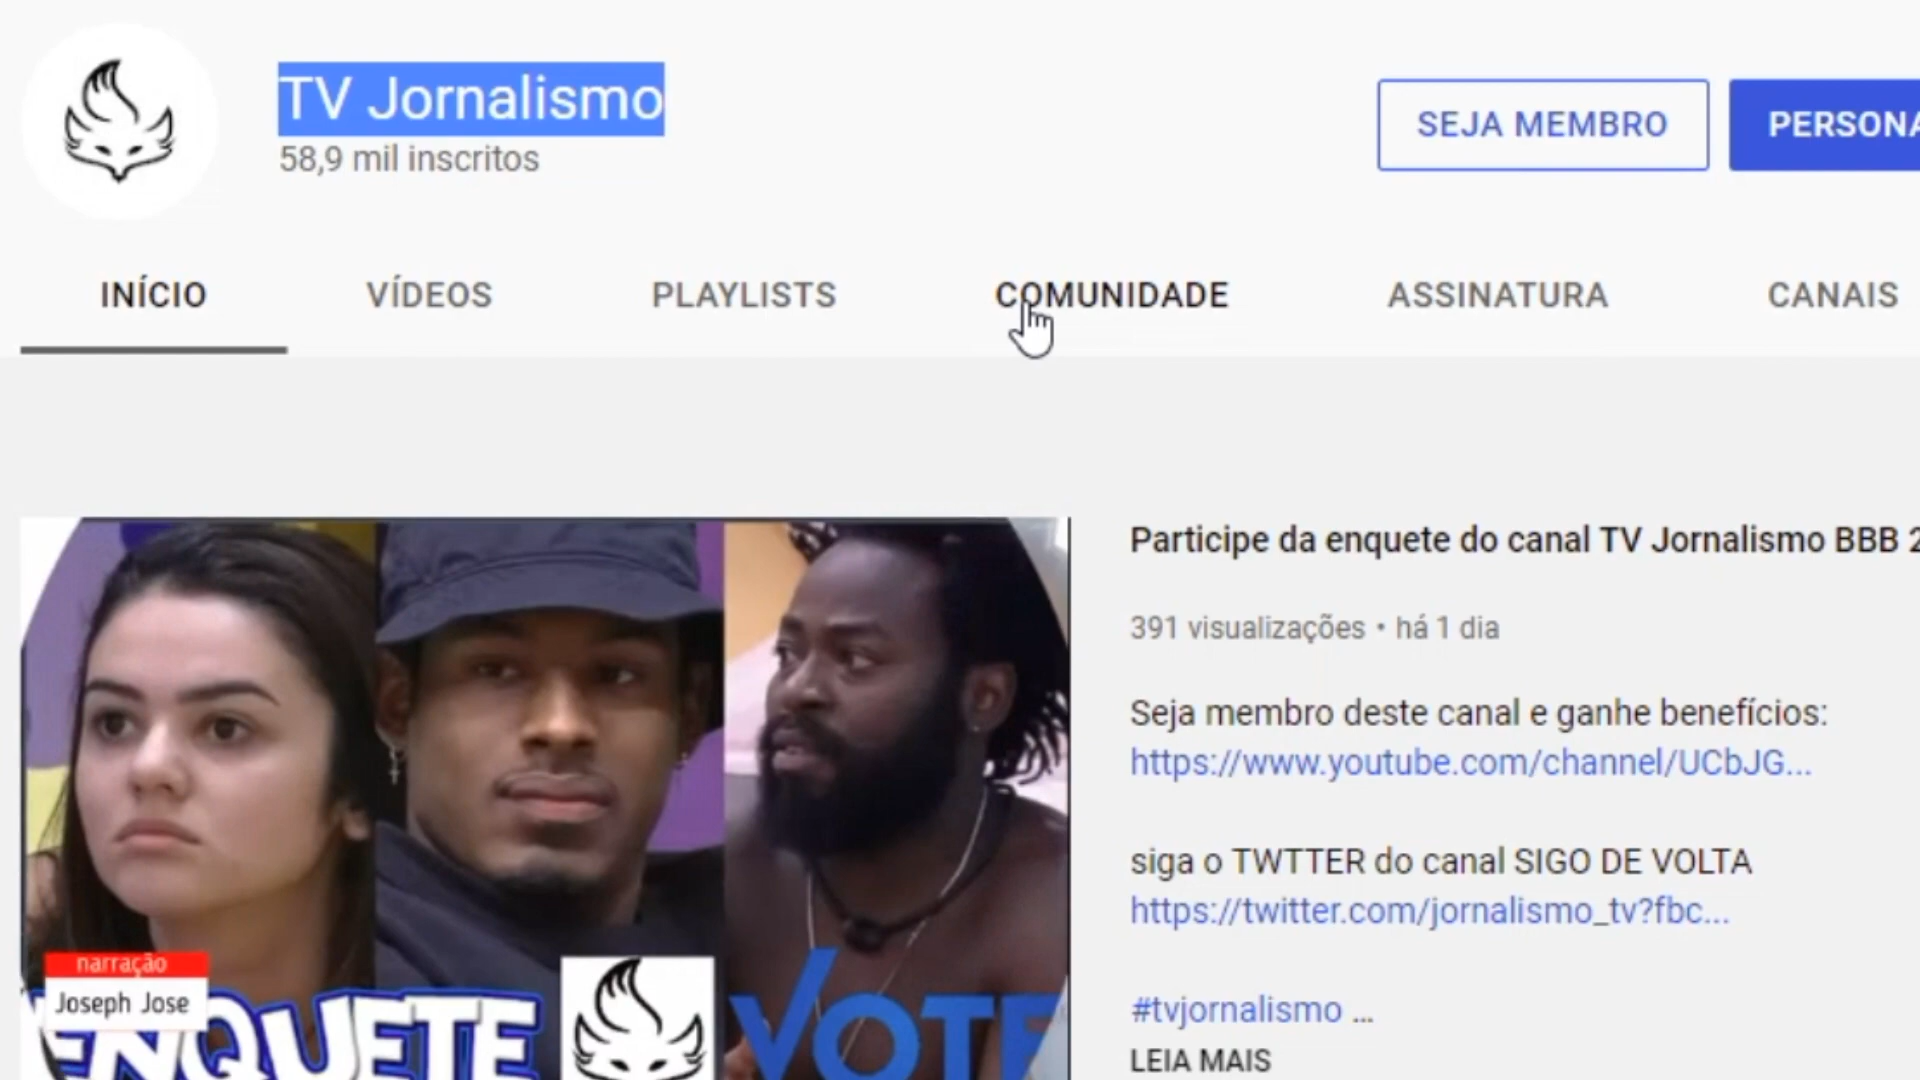 TV Jornalismo
58,9 mil inscritos
SEJA MEMBRO
PERSONA
INÍCIO
VÍDEOS
PLAYLISTS
COMUNIDADE
ASSINATURA
CANAIS
Participe da enquete do canal TV Jornalismo BBB 2
391 visualizações • há 1 dia
Seja membro deste canal e ganhe benefícios:
https://www.youtube.com/channel/UCbJG...
siga o TWTTER do canal SIGO DE VOLTA
https://twitter.com/jornalismo_tv?fbc...
#tvjornalismo ...
LEIA MAIS
narração
Joseph Jose
ENQUETE
VOTE